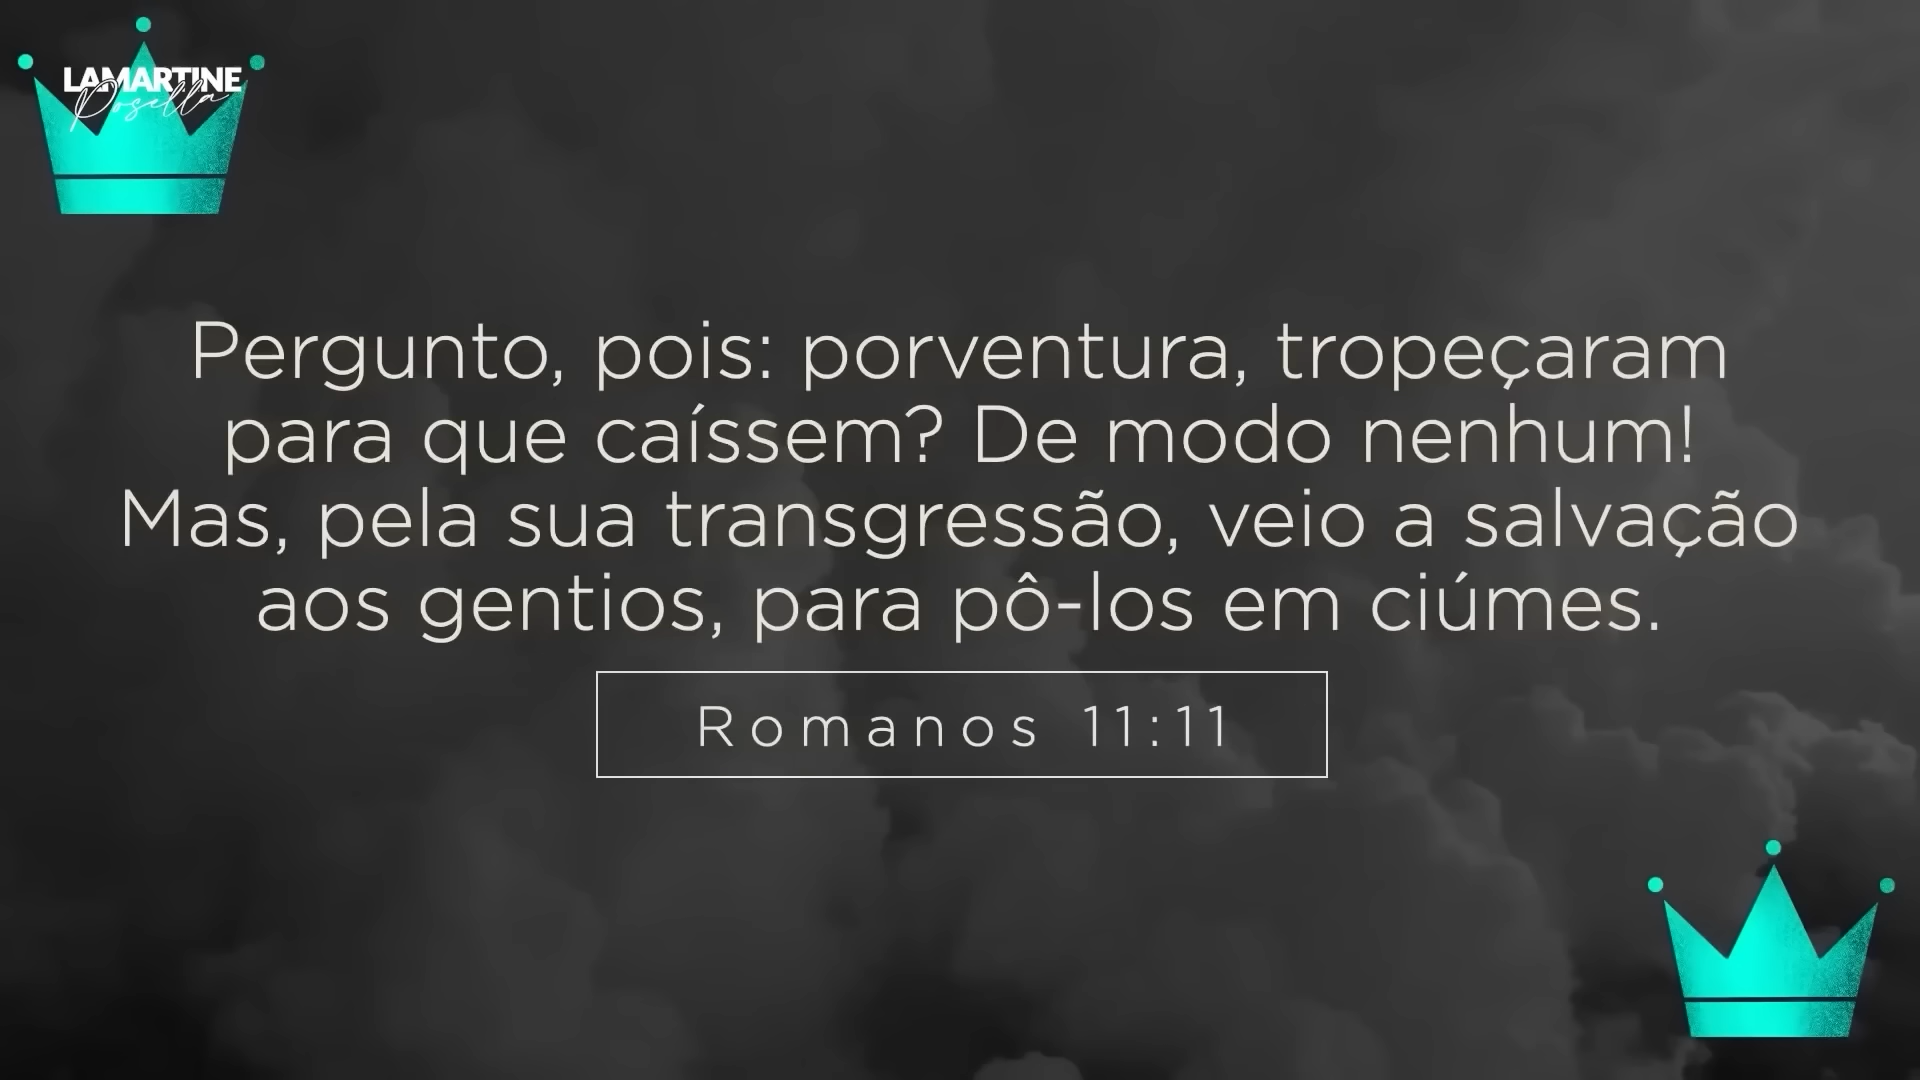 LAMARTINE
Posella
Pergunto, pois: porventura, tropeçaram
para que caíssem? De modo nenhum!
Mas, pela sua transgressão, veio a salvação
aos gentios, para pô-los em ciúmes.
Romanos 11:11